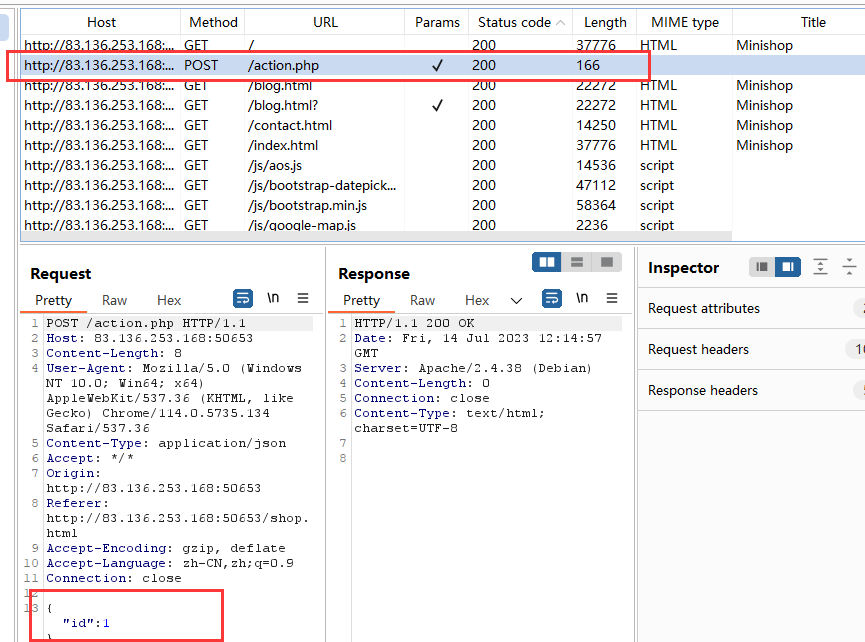 Host Method URL Params Status code Length MIME type Title
http://83.136.253.168:... GET / 200 37776 HTML Minishop
http://83.136.253.168:... POST /action.php ✓ 200 166
http://83.136.253.168:... GET /blog.html 200 22272 HTML Minishop
http://83.136.253.168:... GET /blog.html? ✓ 200 22272 HTML Minishop
http://83.136.253.168:... GET /contact.html 200 14250 HTML Minishop
http://83.136.253.168:... GET /index.html 200 37776 HTML Minishop
http://83.136.253.168:... GET /js/aos.js 200 14536 script
http://83.136.253.168:... GET /js/bootstrap-datepick... 200 47112 script
http://83.136.253.168:... GET /js/bootstrap.min.js 200 58364 script
http://83.136.253.168:... GET /js/google-map.js 200 2236 script
Request
Pretty Raw Hex \n
1 POST /action.php HTTP/1.1
2 Host: 83.136.253.168:50653
3 Content-Length: 8
4 User-Agent: Mozilla/5.0 (Windows
NT 10.0; Win64; x64)
AppleWebKit/537.36 (KHTML, like
Gecko) Chrome/114.0.5735.134
Safari/537.36
5 Content-Type: application/json
6 Accept: */*
7 Origin:
http://83.136.253.168:50653
8 Referer:
http://83.136.253.168:50653/shop.
html
9 Accept-Encoding: gzip, deflate
10 Accept-Language: zh-CN,zh;q=0.9
11 Connection: close
12
13 {
"id":1
}
Response
Pretty Raw Hex \n
1 HTTP/1.1 200 OK
2 Date: Fri, 14 Jul 2023 12:14:57
GMT
3 Server: Apache/2.4.38 (Debian)
4 Content-Length: 0
5 Connection: close
6 Content-Type: text/html;
charset=UTF-8
7
8
Inspector
Request attributes
Request headers
Response headers